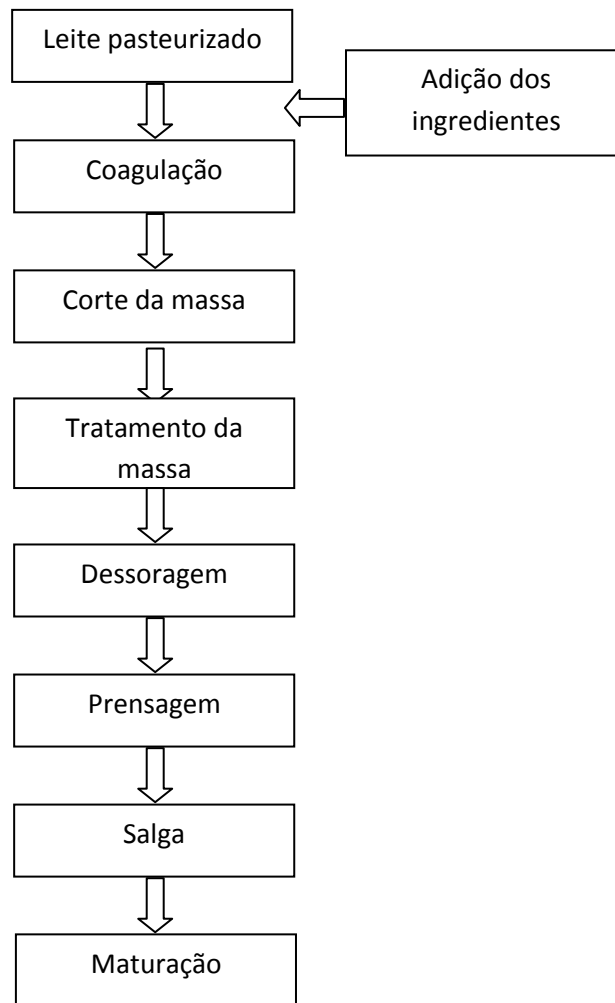 Leite pasteurizado
Adição dos
ingredientes
Coagulação
Corte da massa
Tratamento da
massa
Dessoragem
Prensagem
Salga
Maturação